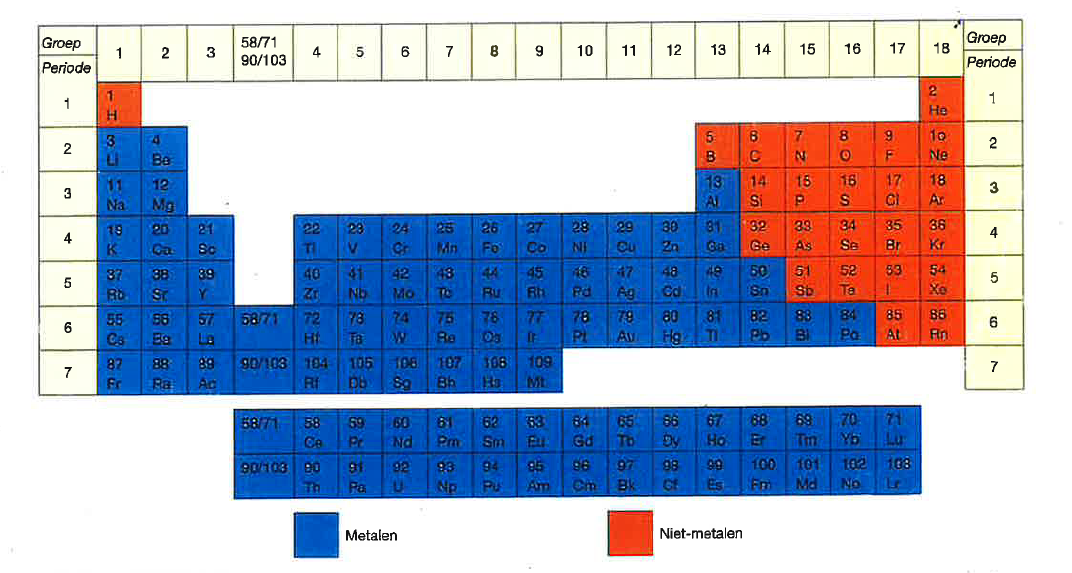 Groep 1 2 3 58/71 90/103 4 5 6 7 8 9 10 11 12 13 14 15 16 17 18 Groep
Periode Periode
1 1 H 2 He 1
2 3 Li 4 Be 5 B 6 C 7 N 8 O 9 F 10 Ne 2
3 11 Na 12 Mg 13 Al 14 Si 15 P 16 S 17 Cl 18 Ar 3
4 19 K 20 Ca 21 Sc 22 Ti 23 V 24 Cr 25 Mn 26 Fe 27 Co 28 Ni 29 Cu 30 Zn 31 Ga 32 Ge 33 As 34 Se 35 Br 36 Kr 4
5 37 Rb 38 Sr 39 Y 40 Zr 41 Nb 42 Mo 43 Tc 44 Ru 45 Rh 46 Pd 47 Ag 48 Cd 49 In 50 Sn 51 Sb 52 Te 53 I 54 Xe 5
6 55 Cs 56 Ba 57 La 58/71 72 Hf 73 Ta 74 W 75 Re 76 Os 77 Ir 78 Pt 79 Au 80 Hg 81 Tl 82 Pb 83 Bi 84 Po 85 At 86 Rn 6
7 87 Fr 88 Ra 89 Ac 90/103 104 Rf 105 Db 106 Sg 107 Bh 108 Hs 109 Mt 7
58/71 58 Ce 59 Pr 60 Nd 61 Pm 62 Sm 63 Eu 64 Gd 65 Tb 66 Dy 67 Ho 68 Er 69 Tm 70 Yb 71 Lu
90/103 90 Th 91 Pa 92 U 93 Np 94 Pu 95 Am 96 Cm 97 Bk 98 Cf 99 Es 100 Fm 101 Md 102 No 103 Lr
Metalen Niet-metalen